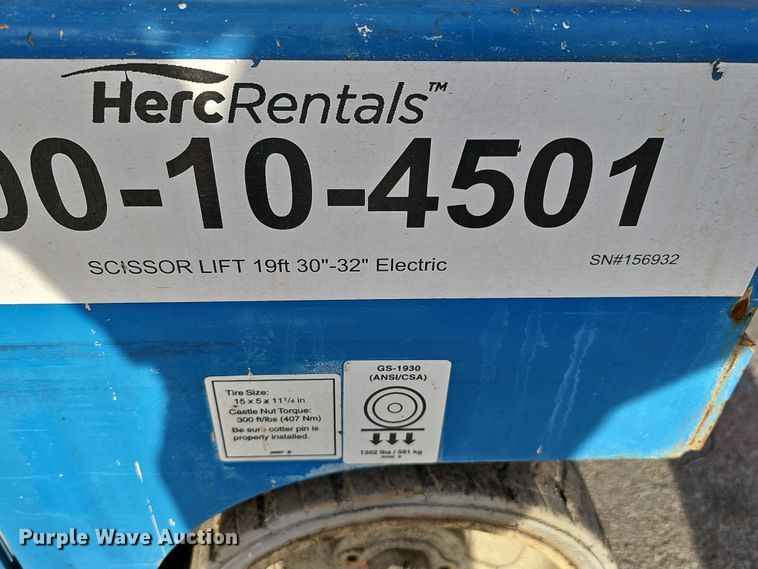 HercRentals™
00-10-4501
SCISSOR LIFT 19ft 30"-32" Electric
SN#156932
Tire Size:
15 x 5 x 11 1/4 in
Castle Nut Torque:
300 ft/lbs (407 Nm)
Be sure cotter pin is
properly installed.
GS-1930
(ANSI/CSA)
1302 lbs / 591 kg
Purple Wave Auction